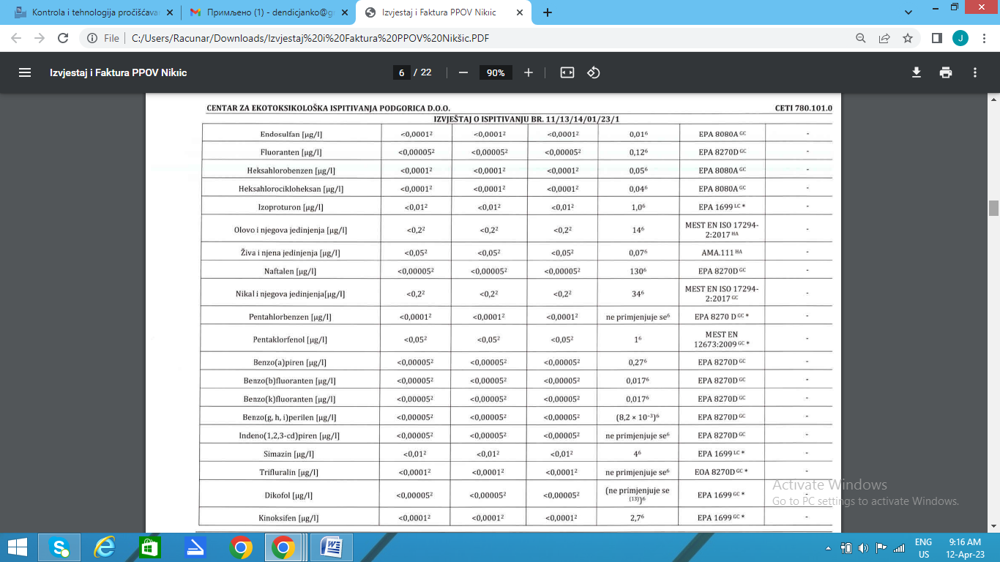 Kontrola i tehnologija pročišćava
Примљено (1) - dendicjanko@g
Izvjestaj i Faktura PPOV Nikıic
File
C:/Users/Racunar/Downloads/Izvjestaj%20i%20Faktura%20PPOV%20Nikšic.PDF
J
Izvjestaj i Faktura PPOV Nikıic
6 / 22
90%
CENTAR ZA EKOTOKSIKOLOŠKA ISPITIVANJA PODGORICA D.O.O. CETI 780.101.0
IZVJEŠTAJ O ISPITIVANJU BR. 11/13/14/01/23/1
Endosulfan [µg/l] <0,0001² <0,0001² <0,0001² 0,01⁶ EPA 8080A GC -
Fluoranten [µg/l] <0,00005² <0,00005² <0,00005² 0,12⁶ EPA 8270D GC -
Heksahlorobenzen [µg/l] <0,0001² <0,0001² <0,0001² 0,05⁶ EPA 8080A GC -
Heksahlorocikloheksan [µg/l] <0,0001² <0,0001² <0,0001² 0,04⁶ EPA 8080A GC -
Izoproturon [µg/l] <0,01² <0,01² <0,01² 1,0⁶ EPA 1699 LC * -
Olovo i njegova jedinjenja [µg/l] <0,2² <0,2² <0,2² 14⁶ MEST EN ISO 17294-
2:2017 HA -
Živa i njena jedinjenja [µg/l] <0,05² <0,05² <0,05² 0,07⁶ AMA.111 HA -
Naftalen [µg/l] <0,00005² <0,00005² <0,00005² 130⁶ EPA 8270D GC -
Nikal i njegova jedinjenja[µg/l] <0,2² <0,2² <0,2² 34⁶ MEST EN ISO 17294-
2:2017 GC -
Pentahlorbenzen [µg/l] <0,0001² <0,0001² <0,0001² ne primjenjuje se⁶ EPA 8270 D GC * -
Pentaklorfenol [µg/l] <0,05² <0,05² <0,05² 1⁶ MEST EN
12673:2009 GC * -
Benzo(a)piren [µg/l] <0,00005² <0,00005² <0,00005² 0,27⁶ EPA 8270D GC -
Benzo(b)fluoranten [µg/l] <0,00005² <0,00005² <0,00005² 0,017⁶ EPA 8270D GC -
Benzo(k)fluoranten [µg/l] <0,00005² <0,00005² <0,00005² 0,017⁶ EPA 8270D GC -
Benzo(g, h, i)perilen [µg/l] <0,00005² <0,00005² <0,00005² (8,2 × 10⁻³)⁶ EPA 8270D GC -
Indeno(1,2,3-cd)piren [µg/l] <0,00005² <0,00005² <0,00005² ne primjenjuje se⁶ EPA 8270D GC -
Simazin [µg/l] <0,01² <0,01² <0,01² 4⁶ EPA 1699 LC * -
Trifluralin [µg/l] <0,0001² <0,0001² <0,0001² ne primjenjuje se⁶ EOA 8270D GC * -
Dikofol [µg/l] <0,00005² <0,00005² <0,00005² (ne primjenjuje se
(13))⁶ EPA 1699 GC * -
Kinoksifen [µg/l] <0,0001² <0,0001² <0,0001² 2,7⁶ EPA 1699 GC * -
Activate Windows
Go to PC settings to activate Windows.
ENG
US
9:16 AM
12-Apr-23